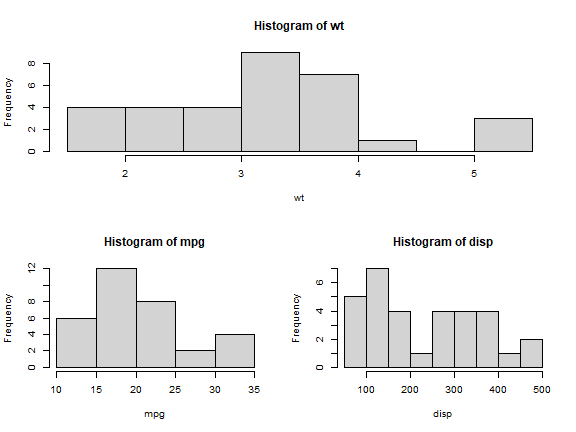 Histogram of wt
Frequency
0 2 4 6 8
2 3 4 5
wt
Histogram of mpg
Frequency
0 2 4 6 8 12
10 15 20 25 30 35
mpg
Histogram of disp
Frequency
0 2 4 6
100 200 300 400 500
disp